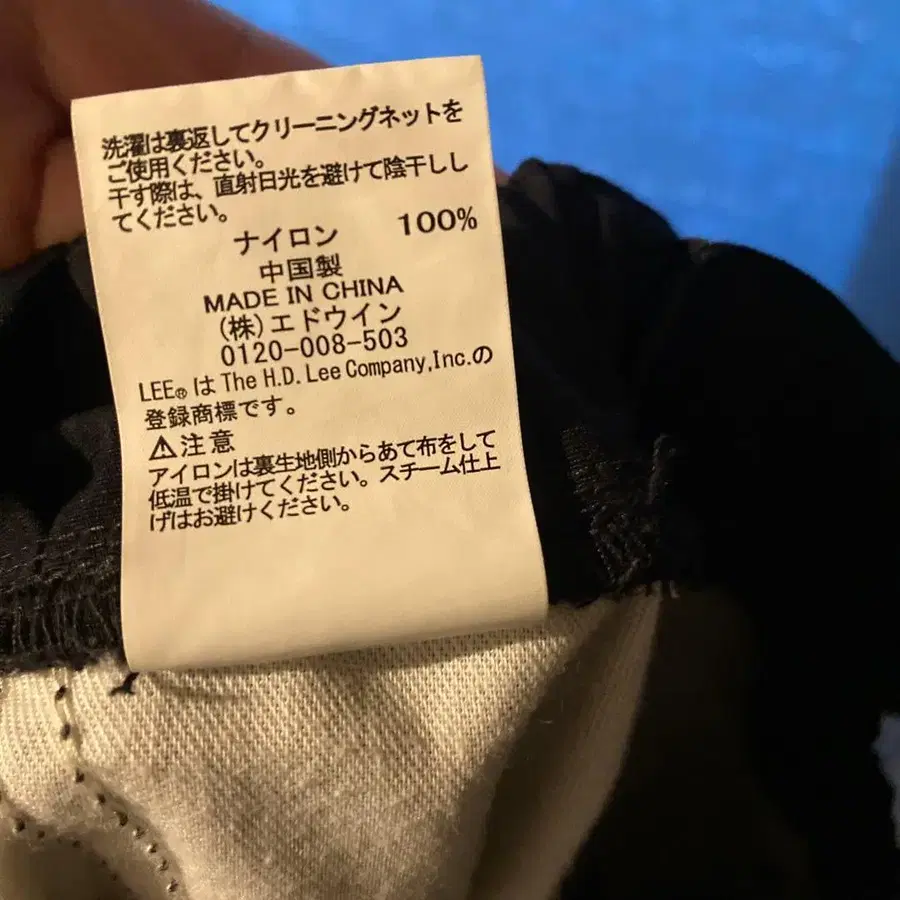 洗濯は裏返してクリーニングネットを
ご使用ください。
干す際は、直射日光を避けて陰干しし
てください。
ナイロン 100%
中国製
MADE IN CHINA
(株)エドウイン
0120-008-503
LEE®は The H.D. Lee Company,Inc.の
登録商標です。
⚠注意
アイロンは裏生地側からあて布をして
低温で掛けてください。スチーム仕上
げはお避けください。